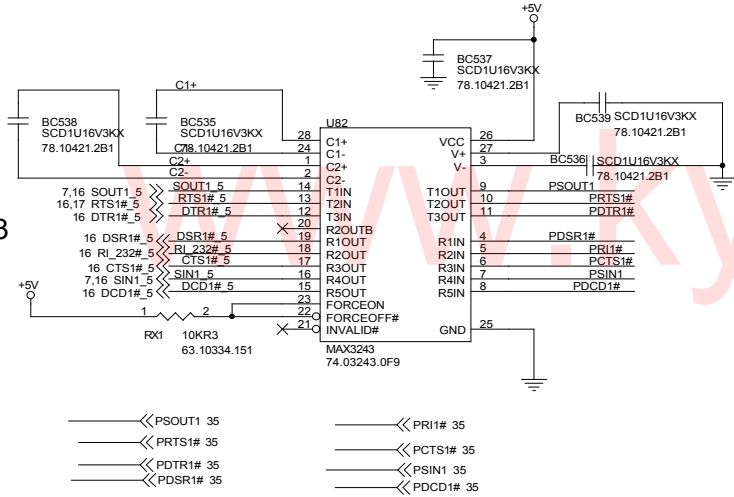 +5V
BC537
SCD1U16V3KX
78.10421.2B1
C1+
BC538
SCD1U16V3KX
78.10421.2B1
BC535
SCD1U16V3KX
78.10421.2B1
C1-
C2+
C2-
BC539 SCD1U16V3KX
78.10421.2B1
BC536 SCD1U16V3KX
78.10421.2B1
U82
28 C1+
24 C1-
1 C2+
2 C2-
VCC 26
V+ 27
V- 3
7,16 SOUT1_5 SOUT1_5 14 T1IN
16,17 RTS1#_5 RTS1#_5 13 T2IN
16 DTR1#_5 DTR1#_5 12 T3IN
T1OUT 9 PSOUT1
T2OUT 10 PRTS1#
T3OUT 11 PDTR1#
20 R2OUTB
16 DSR1#_5 DSR1#_5 19 R1OUT
16 RI_232#_5 RI_232#_5 18 R2OUT
16 CTS1#_5 CTS1#_5 17 R3OUT
7,16 SIN1_5 SIN1_5 16 R4OUT
16 DCD1#_5 DCD1#_5 15 R5OUT
R1IN 4 PDSR1#
R2IN 5 PRI1#
R3IN 6 PCTS1#
R4IN 7 PSIN1
R5IN 8 PDCD1#
23 FORCEON
22 FORCEOFF#
21 INVALID#
GND 25
+5V
1 2
RX1 10KR3
63.10334.151
MAX3243
74.03243.0F9
PSOUT1 35
PRTS1# 35
PDTR1# 35
PDSR1# 35
PRI1# 35
PCTS1# 35
PSIN1 35
PDCD1# 35
www.ky